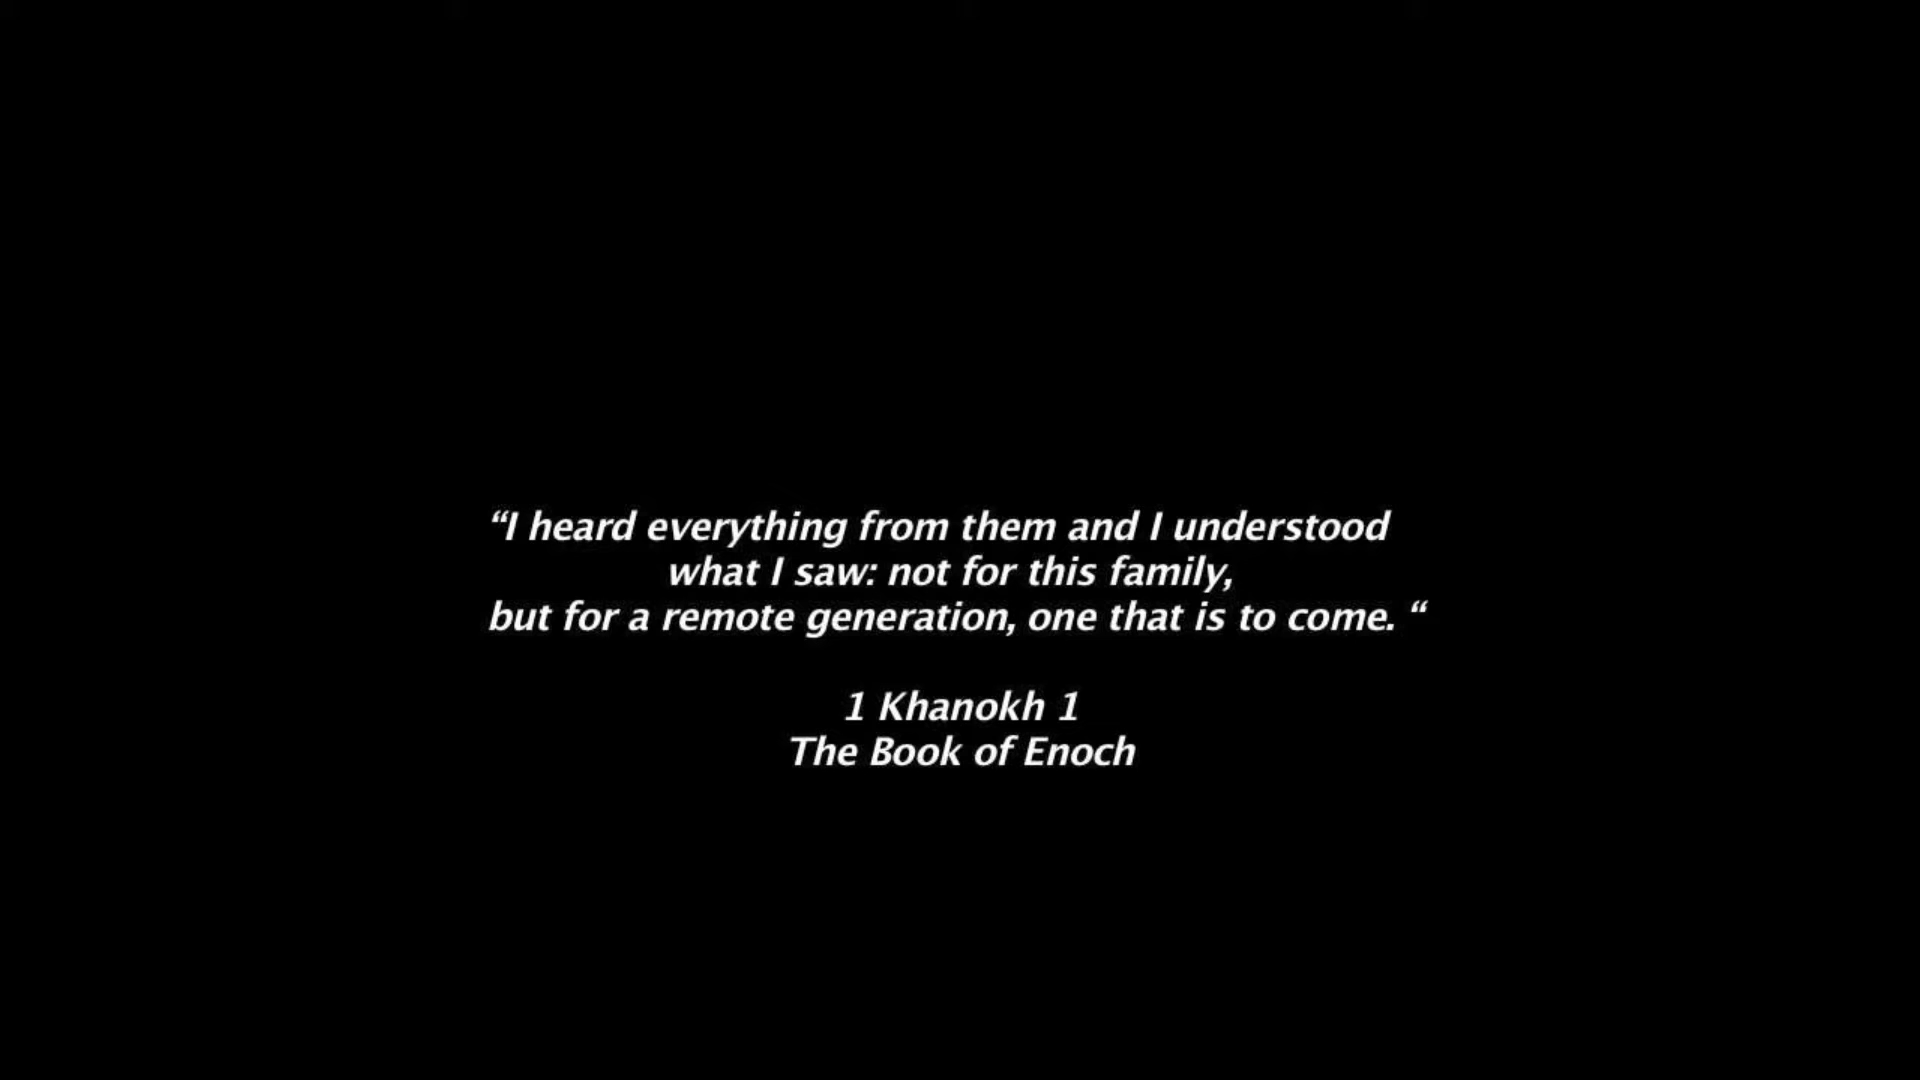 “I heard everything from them and I understood
what I saw: not for this family,
but for a remote generation, one that is to come. “
1 Khanokh 1
The Book of Enoch